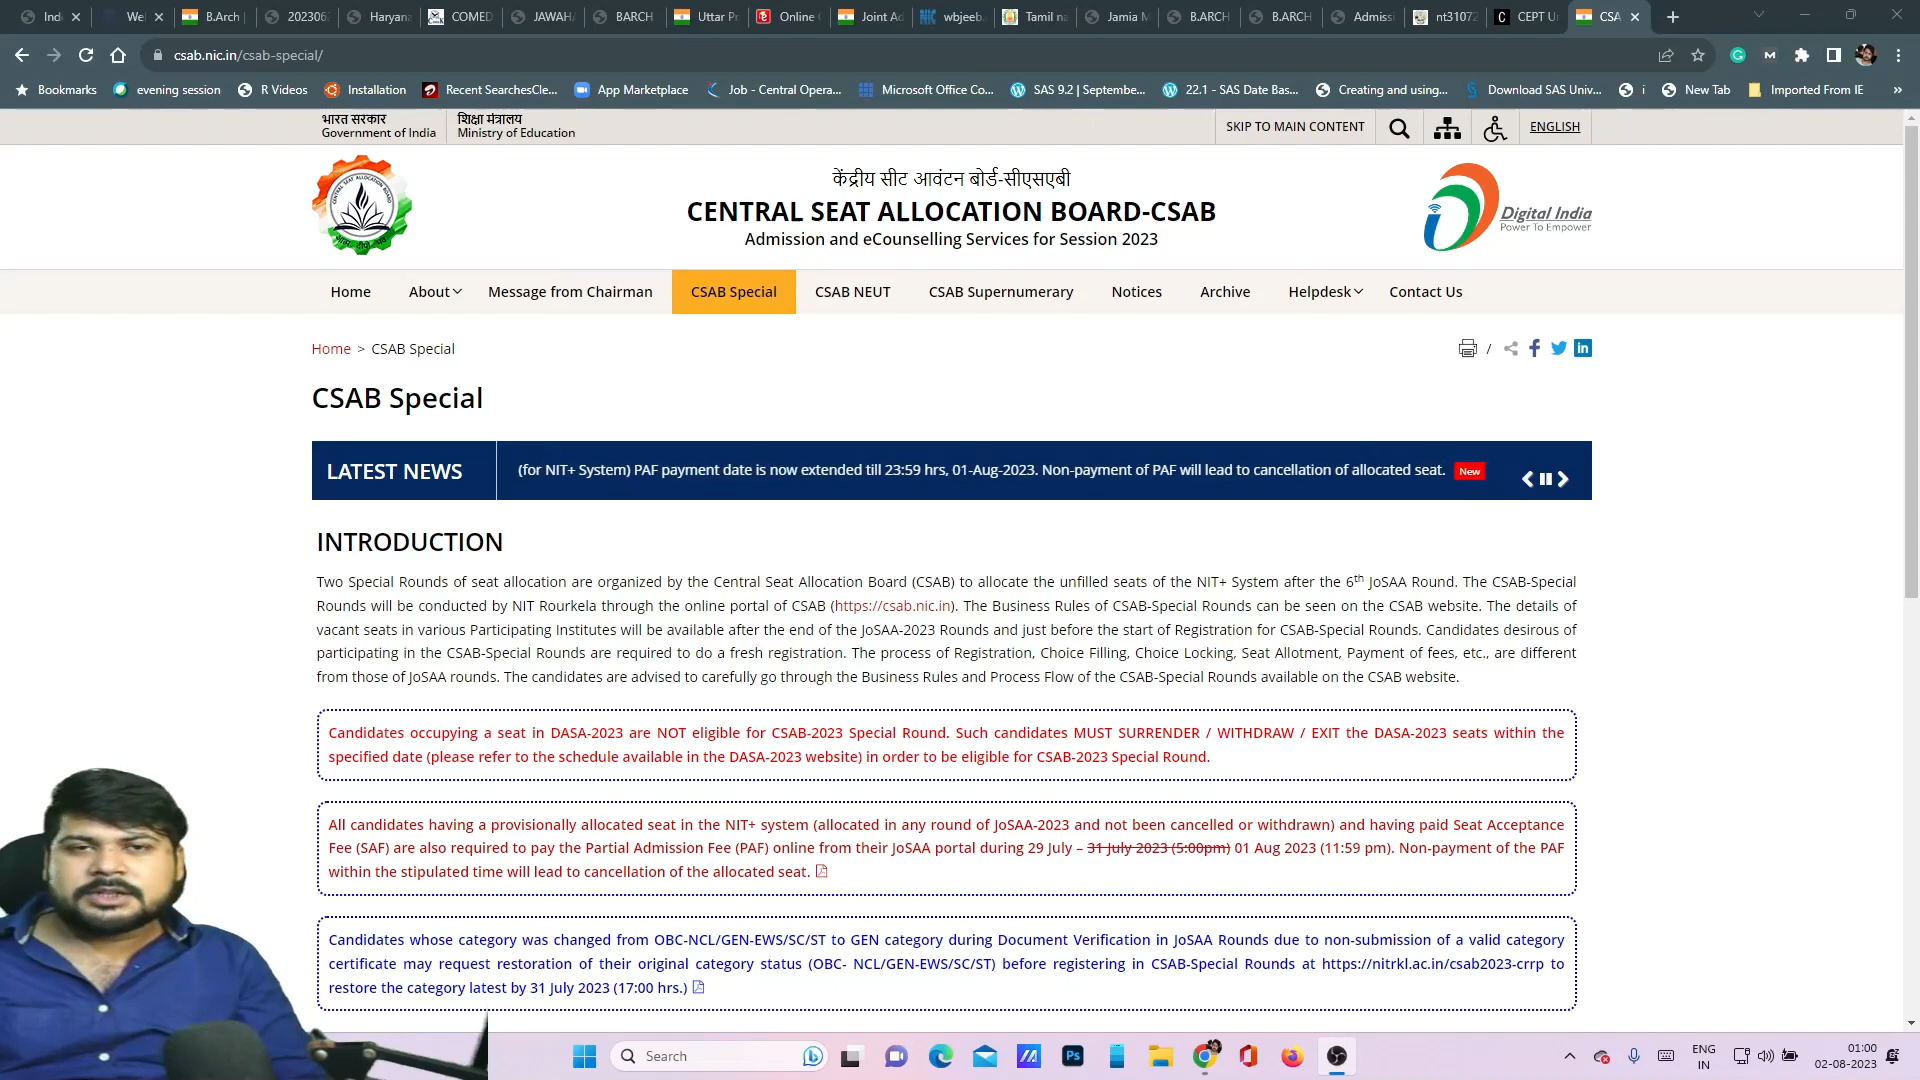 Ind
Wel
B.Arch
202306
Haryana
COMED
JAWAHA
BARCH
Uttar Pr
Online
Joint Ad
wbjeeb
Tamil na
Jamia M
B.ARCH
B.ARCH
Admiss
nt31072
CEPT U
CSA
csab.nic.in/csab-special/
Bookmarks
evening session
R Videos
Installation
Recent SearchesCle...
App Marketplace
Job - Central Opera...
Microsoft Office Co...
SAS 9.2 | Septembe...
22.1 - SAS Date Bas...
Creating and using...
Download SAS Univ...
i
New Tab
Imported From IE
»
भारत सरकार
Government of India
शिक्षा मंत्रालय
Ministry of Education
SKIP TO MAIN CONTENT
ENGLISH
केंद्रीय सीट आवंटन बोर्ड-सीएसएबी
CENTRAL SEAT ALLOCATION BOARD-CSAB
Admission and eCounselling Services for Session 2023
Digital India
Power To Empower
Home
About
Message from Chairman
CSAB Special
CSAB NEUT
CSAB Supernumerary
Notices
Archive
Helpdesk
Contact Us
Home > CSAB Special
/
CSAB Special
LATEST NEWS
(for NIT+ System) PAF payment date is now extended till 23:59 hrs, 01-Aug-2023. Non-payment of PAF will lead to cancellation of allocated seat. New
INTRODUCTION
Two Special Rounds of seat allocation are organized by the Central Seat Allocation Board (CSAB) to allocate the unfilled seats of the NIT+ System after the 6th JoSAA Round. The CSAB-Special
Rounds will be conducted by NIT Rourkela through the online portal of CSAB (https://csab.nic.in). The Business Rules of CSAB-Special Rounds can be seen on the CSAB website. The details of
vacant seats in various Participating Institutes will be available after the end of the JoSAA-2023 Rounds and just before the start of Registration for CSAB-Special Rounds. Candidates desirous of
participating in the CSAB-Special Rounds are required to do a fresh registration. The process of Registration, Choice Filling, Choice Locking, Seat Allotment, Payment of fees, etc., are different
from those of JoSAA rounds. The candidates are advised to carefully go through the Business Rules and Process Flow of the CSAB-Special Rounds available on the CSAB website.
Candidates occupying a seat in DASA-2023 are NOT eligible for CSAB-2023 Special Round. Such candidates MUST SURRENDER / WITHDRAW / EXIT the DASA-2023 seats within the
specified date (please refer to the schedule available in the DASA-2023 website) in order to be eligible for CSAB-2023 Special Round.
All candidates having a provisionally allocated seat in the NIT+ system (allocated in any round of JoSAA-2023 and not been cancelled or withdrawn) and having paid Seat Acceptance
Fee (SAF) are also required to pay the Partial Admission Fee (PAF) online from their JoSAA portal during 29 July – 31 July 2023 (5:00pm) 01 Aug 2023 (11:59 pm). Non-payment of the PAF
within the stipulated time will lead to cancellation of the allocated seat.
Candidates whose category was changed from OBC-NCL/GEN-EWS/SC/ST to GEN category during Document Verification in JoSAA Rounds due to non-submission of a valid category
certificate may request restoration of their original category status (OBC- NCL/GEN-EWS/SC/ST) before registering in CSAB-Special Rounds at https://nitrkl.ac.in/csab2023-crrp to
restore the category latest by 31 July 2023 (17:00 hrs.)
Search
Ps
ENG
IN
01:00
02-08-2023